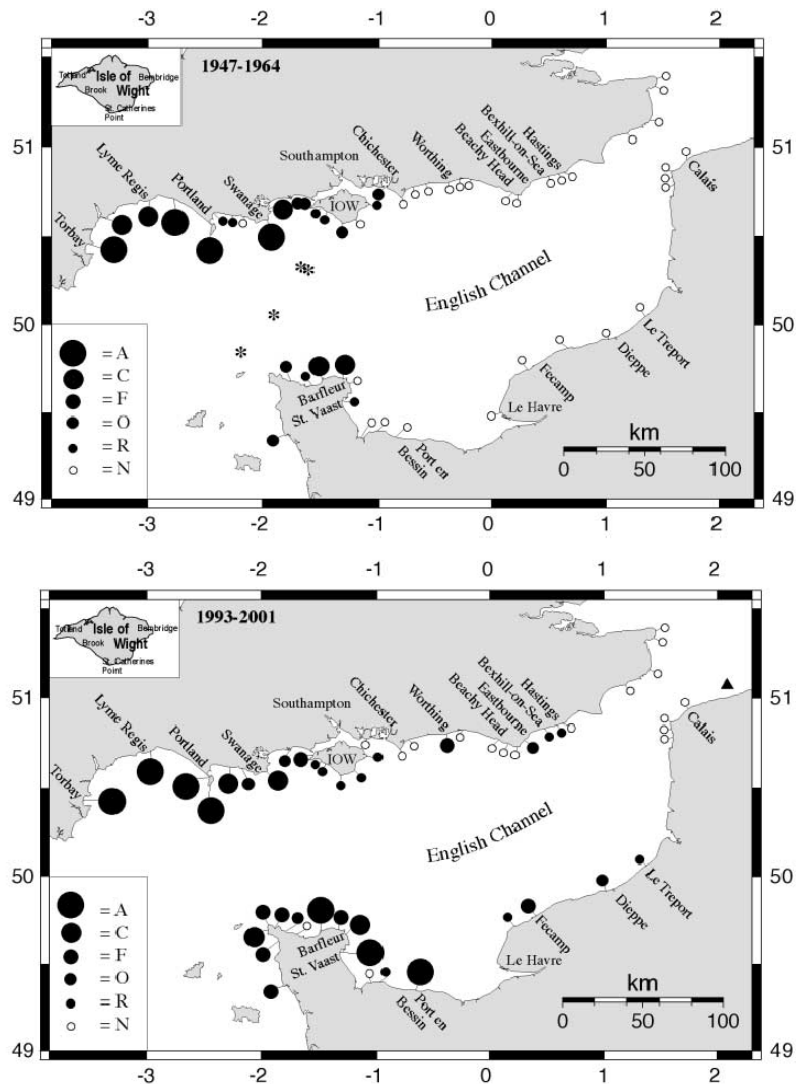 -3 -2 -1 0 1 2
1947-1964
Totland Isle of Bembridge
Brook Wight
St. Catherines
Point
51
51
Lyme Regis
Portland
Swanage
Southampton
Chichester
Worthing
Beachy Head
Eastbourne
Bexhill-on-Sea
Hastings
Calais
Torbay
IOW
* **
*
*
English Channel
50
50
= A
= C
= F
= O
= R
= N
Barfleur
St. Vaast
Port en
Bessin
Le Havre
Fecamp
Dieppe
Le Treport
km
0 50 100
49
49
-3 -2 -1 0 1 2
-3 -2 -1 0 1 2
1993-2001
Totland Isle of Bembridge
Brook Wight
St. Catherines
Point
51
51
Lyme Regis
Portland
Swanage
Southampton
Chichester
Worthing
Beachy Head
Eastbourne
Bexhill-on-Sea
Hastings
Calais
Torbay
IOW
English Channel
50
50
= A
= C
= F
= O
= R
= N
Barfleur
St. Vaast
Port en
Bessin
Le Havre
Fecamp
Dieppe
Le Treport
km
0 50 100
49
49
-3 -2 -1 0 1 2